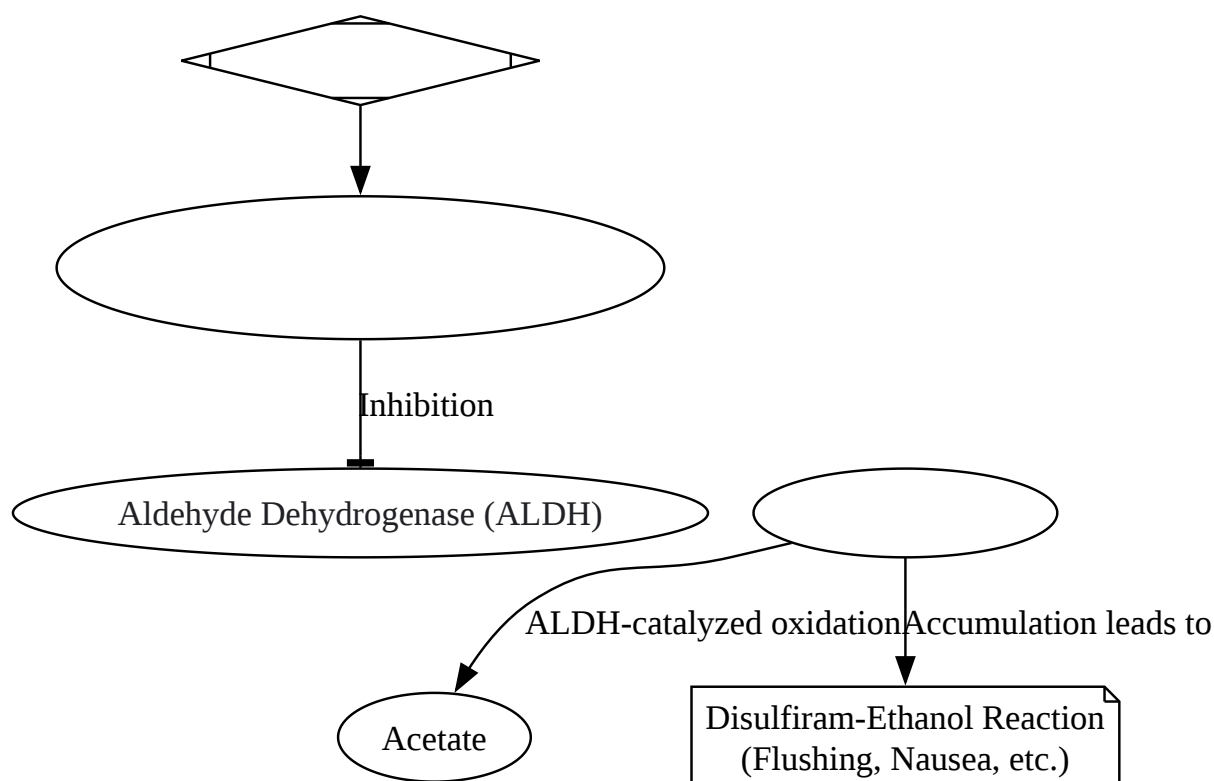 Inhibition
Aldehyde Dehydrogenase (ALDH)
ALDH-catalyzed oxidation
Accumulation leads to
Acetate
Disulfiram-Ethanol Reaction
(Flushing, Nausea, etc.)